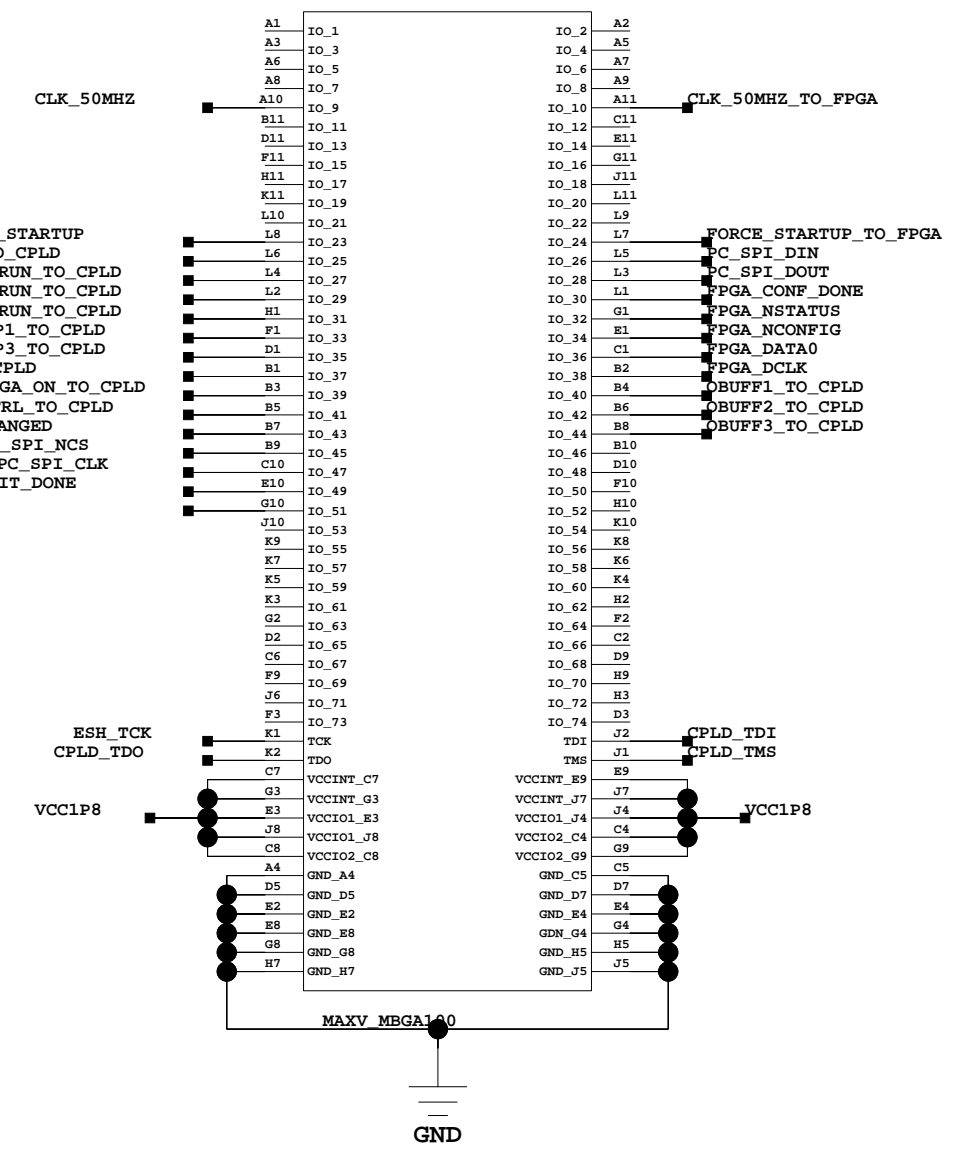 A1 IO_1 IO_2 A2
A3 IO_3 IO_4 A5
A6 IO_5 IO_6 A7
A8 IO_7 IO_8 A9
CLK_50MHZ A10 IO_9 IO_10 A11 CLK_50MHZ_TO_FPGA
B11 IO_11 IO_12 C11
D11 IO_13 IO_14 E11
F11 IO_15 IO_16 G11
H11 IO_17 IO_18 J11
K11 IO_19 IO_20 L11
L10 IO_21 IO_22 L9
_STARTUP L8 IO_23 IO_24 L7 FORCE_STARTUP_TO_FPGA
O_CPLD L6 IO_25 IO_26 L5 PC_SPI_DIN
RUN_TO_CPLD L4 IO_27 IO_28 L3 PC_SPI_DOUT
RUN_TO_CPLD L2 IO_29 IO_30 L1 FPGA_CONF_DONE
RUN_TO_CPLD H1 IO_31 IO_32 G1 FPGA_NSTATUS
P1_TO_CPLD F1 IO_33 IO_34 E1 FPGA_NCONFIG
P3_TO_CPLD D1 IO_35 IO_36 C1 FPGA_DATA0
CPLD B1 IO_37 IO_38 B2 FPGA_DCLK
GA_ON_TO_CPLD B3 IO_39 IO_40 B4 OBUFF1_TO_CPLD
TRL_TO_CPLD B5 IO_41 IO_42 B6 OBUFF2_TO_CPLD
ANGED B7 IO_43 IO_44 B8 OBUFF3_TO_CPLD
_SPI_NCS B9 IO_45 IO_46 B10
PC_SPI_CLK C10 IO_47 IO_48 D10
IT_DONE E10 IO_49 IO_50 F10
G10 IO_51 IO_52 H10
J10 IO_53 IO_54 K10
K9 IO_55 IO_56 K8
K7 IO_57 IO_58 K6
K5 IO_59 IO_60 K4
K3 IO_61 IO_62 H2
G2 IO_63 IO_64 F2
D2 IO_65 IO_66 C2
C6 IO_67 IO_68 D9
F9 IO_69 IO_70 H9
J6 IO_71 IO_72 H3
F3 IO_73 IO_74 D3
ESH_TCK K1 TCK TDI J2 CPLD_TDI
CPLD_TDO K2 TDO TMS J1 CPLD_TMS
C7 VCCINT_C7 VCCINT_E9 E9
G3 VCCINT_G3 VCCINT_J7 J7
VCC1P8 E3 VCCIO1_E3 VCCIO1_J4 J4 VCC1P8
J8 VCCIO1_J8 VCCIO2_C4 C4
C8 VCCIO2_C8 VCCIO2_G9 G9
A4 GND_A4 GND_C5 C5
D5 GND_D5 GND_D7 D7
E2 GND_E2 GND_E4 E4
E8 GND_E8 GDN_G4 G4
G8 GND_G8 GND_H5 H5
H7 GND_H7 GND_J5 J5
MAXV_MBGA100
GND